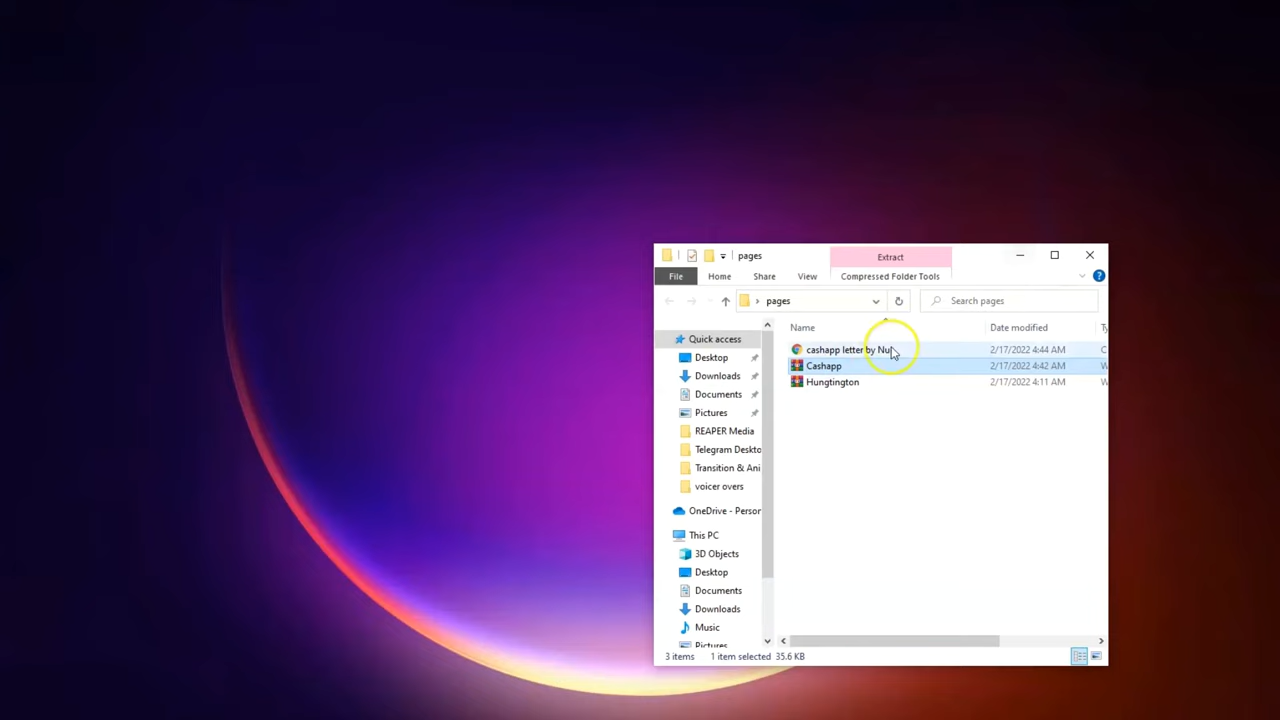 pages
Extract
File
Home
Share
View
Compressed Folder Tools
pages
Search pages
Name
Date modified
Quick access
cashapp letter by
2/17/2022 4:44 AM
C
Desktop
Cashapp
2/17/2022 4:42 AM
W
Downloads
Hungtington
2/17/2022 4:11 AM
W
Documents
Pictures
REAPER Media
Telegram Deskto
Transition & Ani
voicer overs
OneDrive - Person
This PC
3D Objects
Desktop
Documents
Downloads
Music
Pictures
3 items
1 item selected 35.6 KB